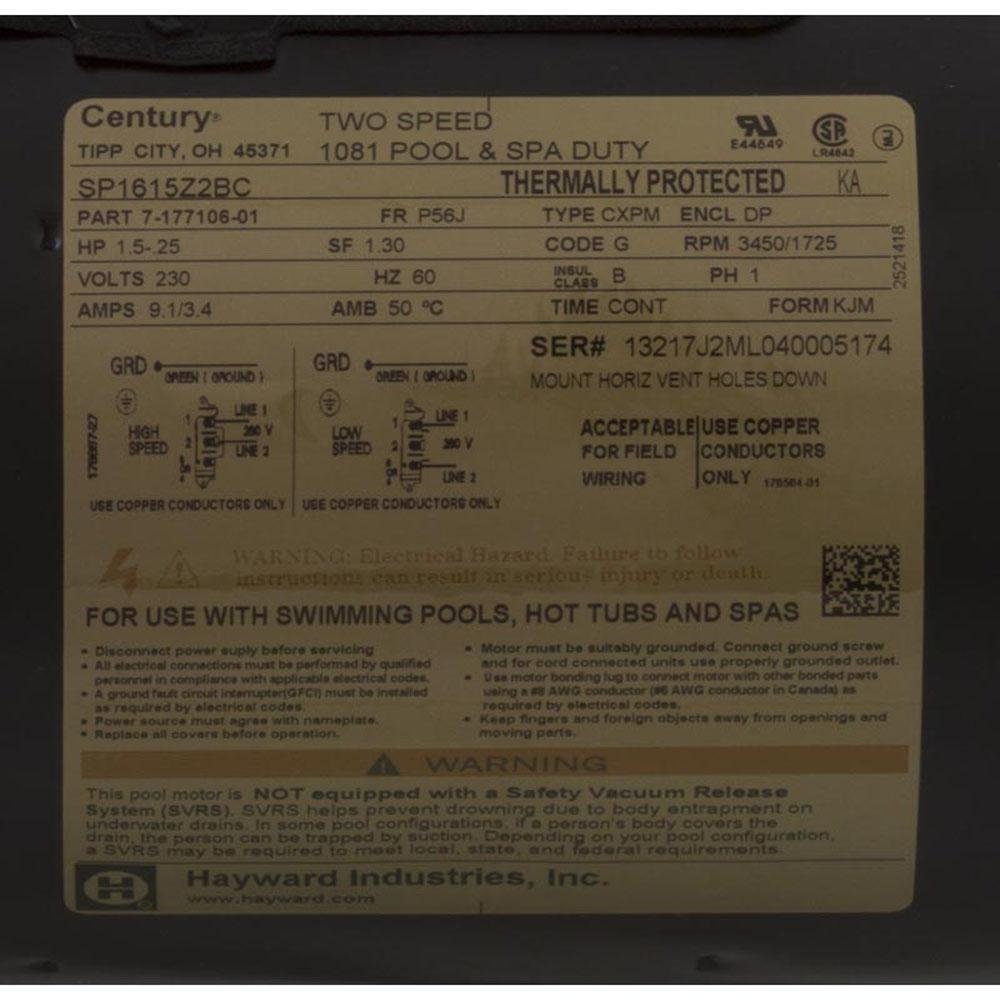 Century®
TIPP CITY, OH 45371
TWO SPEED
1081 POOL & SPA DUTY
E44549
LR4642
SP1615Z2BC THERMALLY PROTECTED KA
PART 7-177106-01 FR P56J TYPE CXPM ENCL DP
HP 1.5-.25 SF 1.30 CODE G RPM 3450/1725
VOLTS 230 HZ 60 INSUL CLASS B PH 1
AMPS 9.1/3.4 AMB 50 ºC TIME CONT FORM KJM
2521418
SER# 13217J2ML040005174
MOUNT HORIZ VENT HOLES DOWN
GRD
GREEN ( GROUND )
HIGH SPEED
1
2
LINE 1
230 V
LINE 2
USE COPPER CONDUCTORS ONLY
GRD
GREEN ( GROUND )
LOW SPEED
1
2
LINE 1
230 V
LINE 2
USE COPPER CONDUCTORS ONLY
ACCEPTABLE
FOR FIELD
WIRING
USE COPPER
CONDUCTORS
ONLY
WARNING: Electrical Hazard. Failure to follow
instructions can result in serious injury or death.
FOR USE WITH SWIMMING POOLS, HOT TUBS AND SPAS
• Disconnect power suply before servicing
• All electrical connections must be performed by qualified
personnel in compliance with applicable electrical codes.
• A ground fault circuit interrupter(GFCI) must be installed
as required by electrical codes.
• Power source must agree with nameplate.
• Replace all covers before operation.
• Motor must be suitably grounded. Connect ground screw
and for cord connected units use properly grounded outlet.
• Use motor bonding lug to connect motor with other bonded parts
using a #8 AWG conductor (#6 AWG conductor in Canada) as
required by electrical codes.
• Keep fingers and foreign objects away from openings and
moving parts.
WARNING
This pool motor is NOT equipped with a Safety Vacuum Release
System (SVRS). SVRS helps prevent drowning due to body entrapment on
underwater drains. In some pool configurations, if a person's body covers the
drain, the person can be trapped by suction. Depending on your pool configuration,
a SVRS may be required to meet local, state, and federal requirements.
H
Hayward Industries, Inc.
www.hayward.com